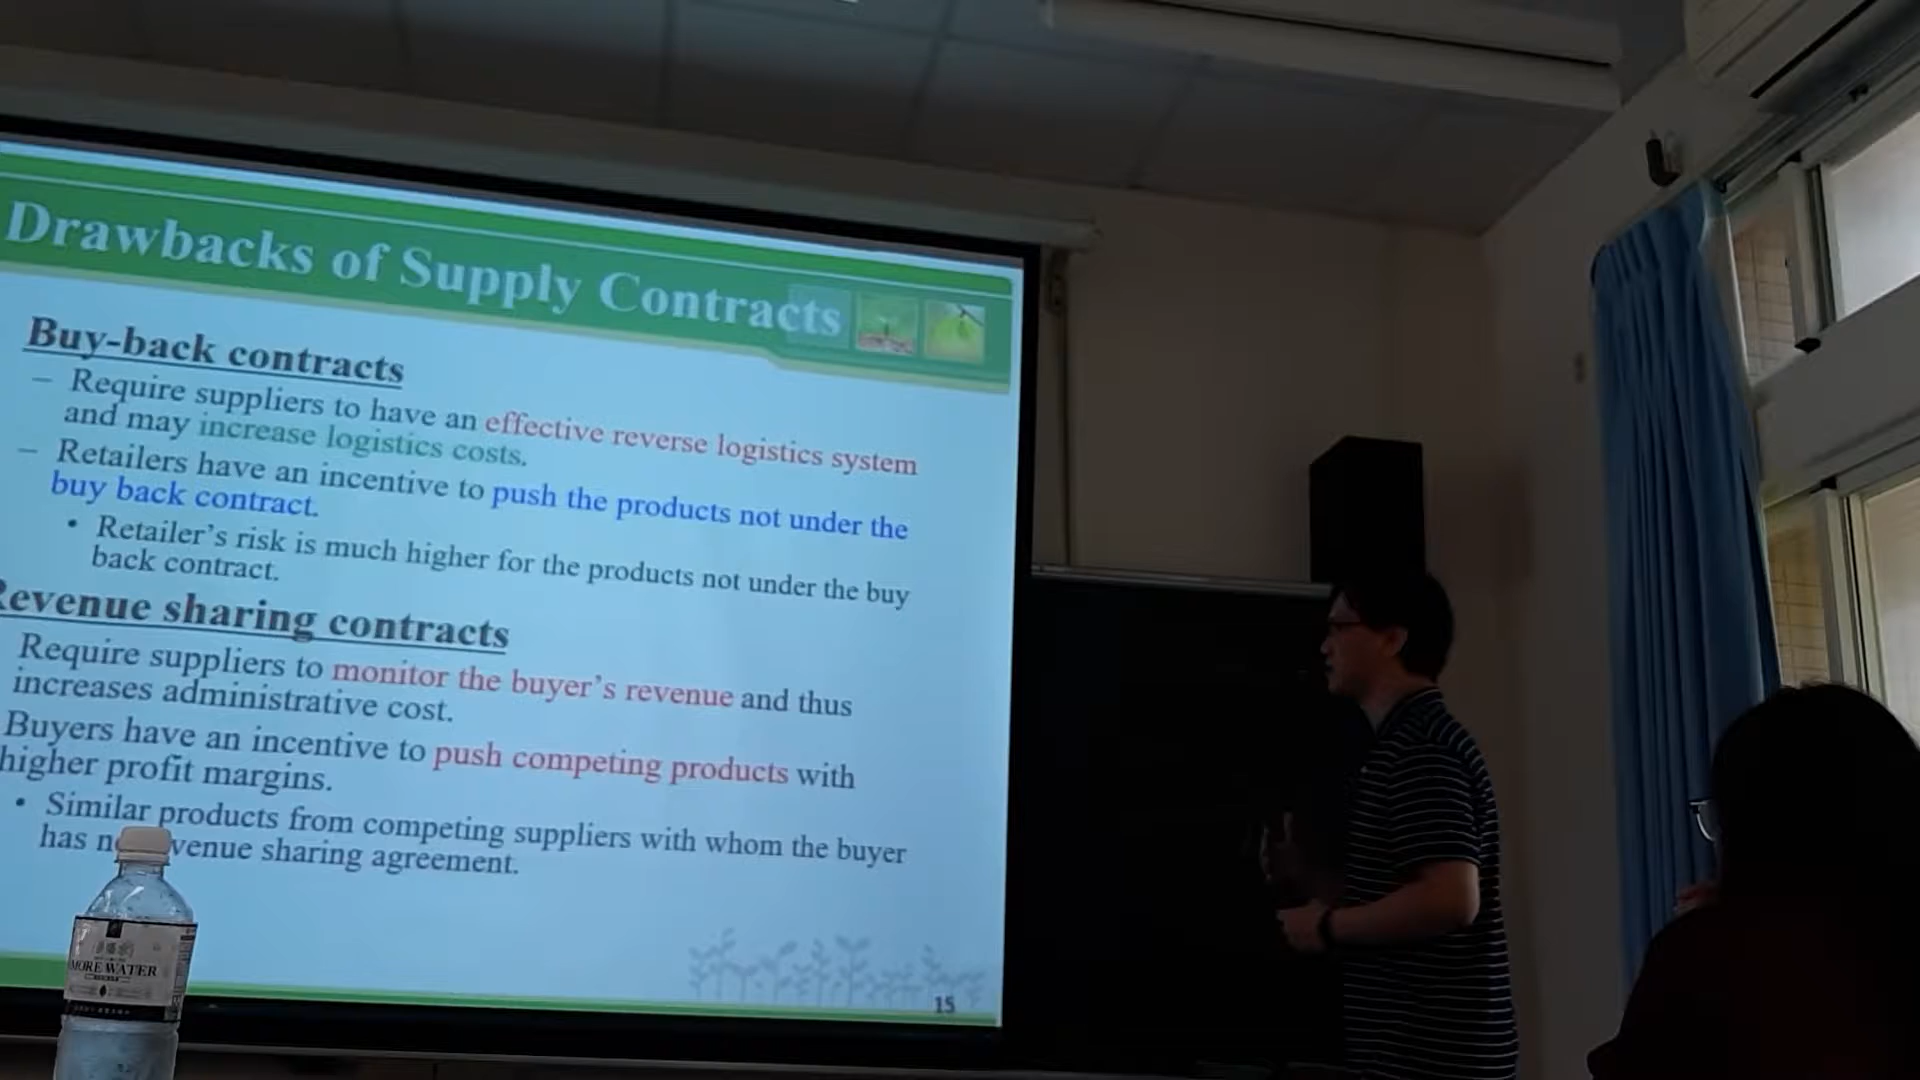 Drawbacks of Supply Contracts
Buy-back contracts
– Require suppliers to have an effective reverse logistics system
and may increase logistics costs.
– Retailers have an incentive to push the products not under the
buy back contract.
• Retailer's risk is much higher for the products not under the buy
back contract.
Revenue sharing contracts
Require suppliers to monitor the buyer's revenue and thus
increases administrative cost.
Buyers have an incentive to push competing products with
higher profit margins.
• Similar products from competing suppliers with whom the buyer
has venue sharing agreement.
15
MORE WATER